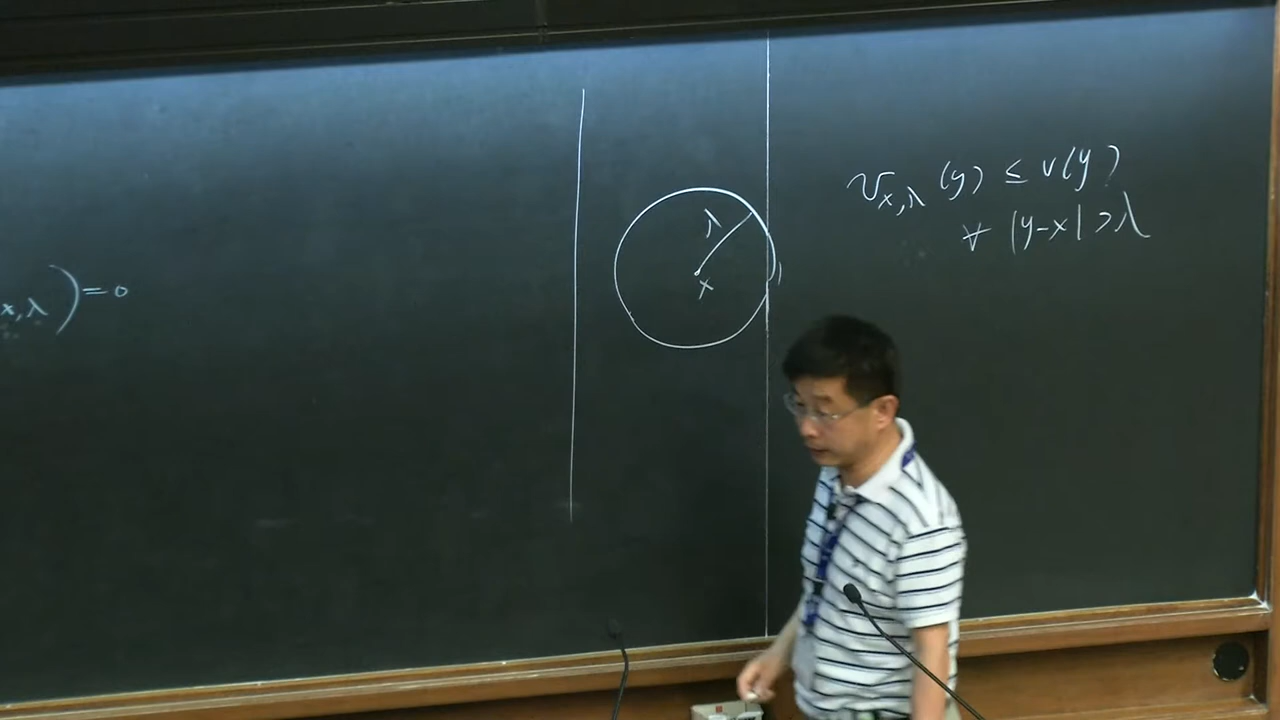 x, λ ) = 0
λ
x
v_{x,λ} (y) ≤ v(y)
∀ |y-x| > λ